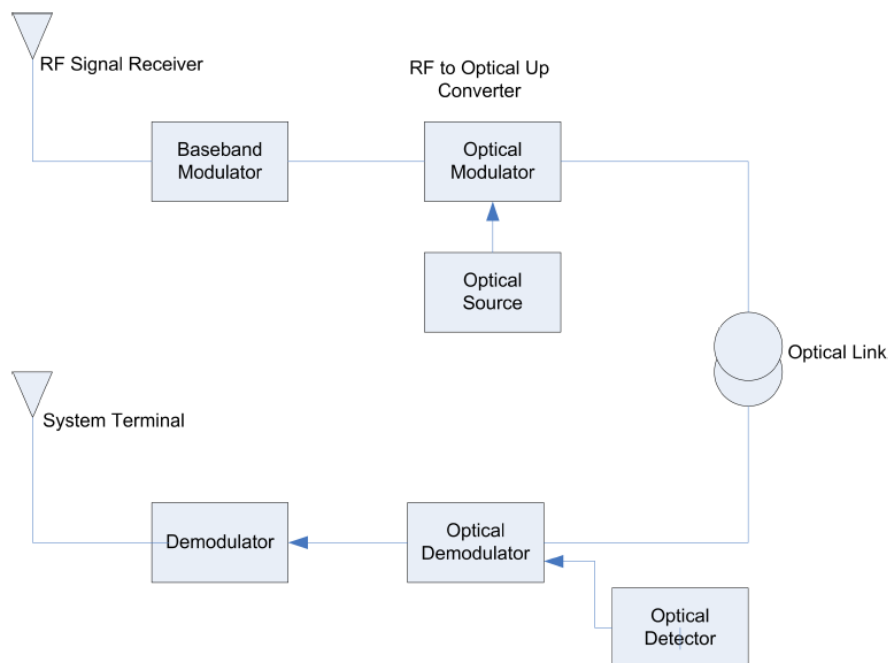 RF Signal Receiver
RF to Optical Up
Converter
Baseband
Modulator
Optical
Modulator
Optical
Source
Optical Link
System Terminal
Demodulator
Optical
Demodulator
Optical
Detector